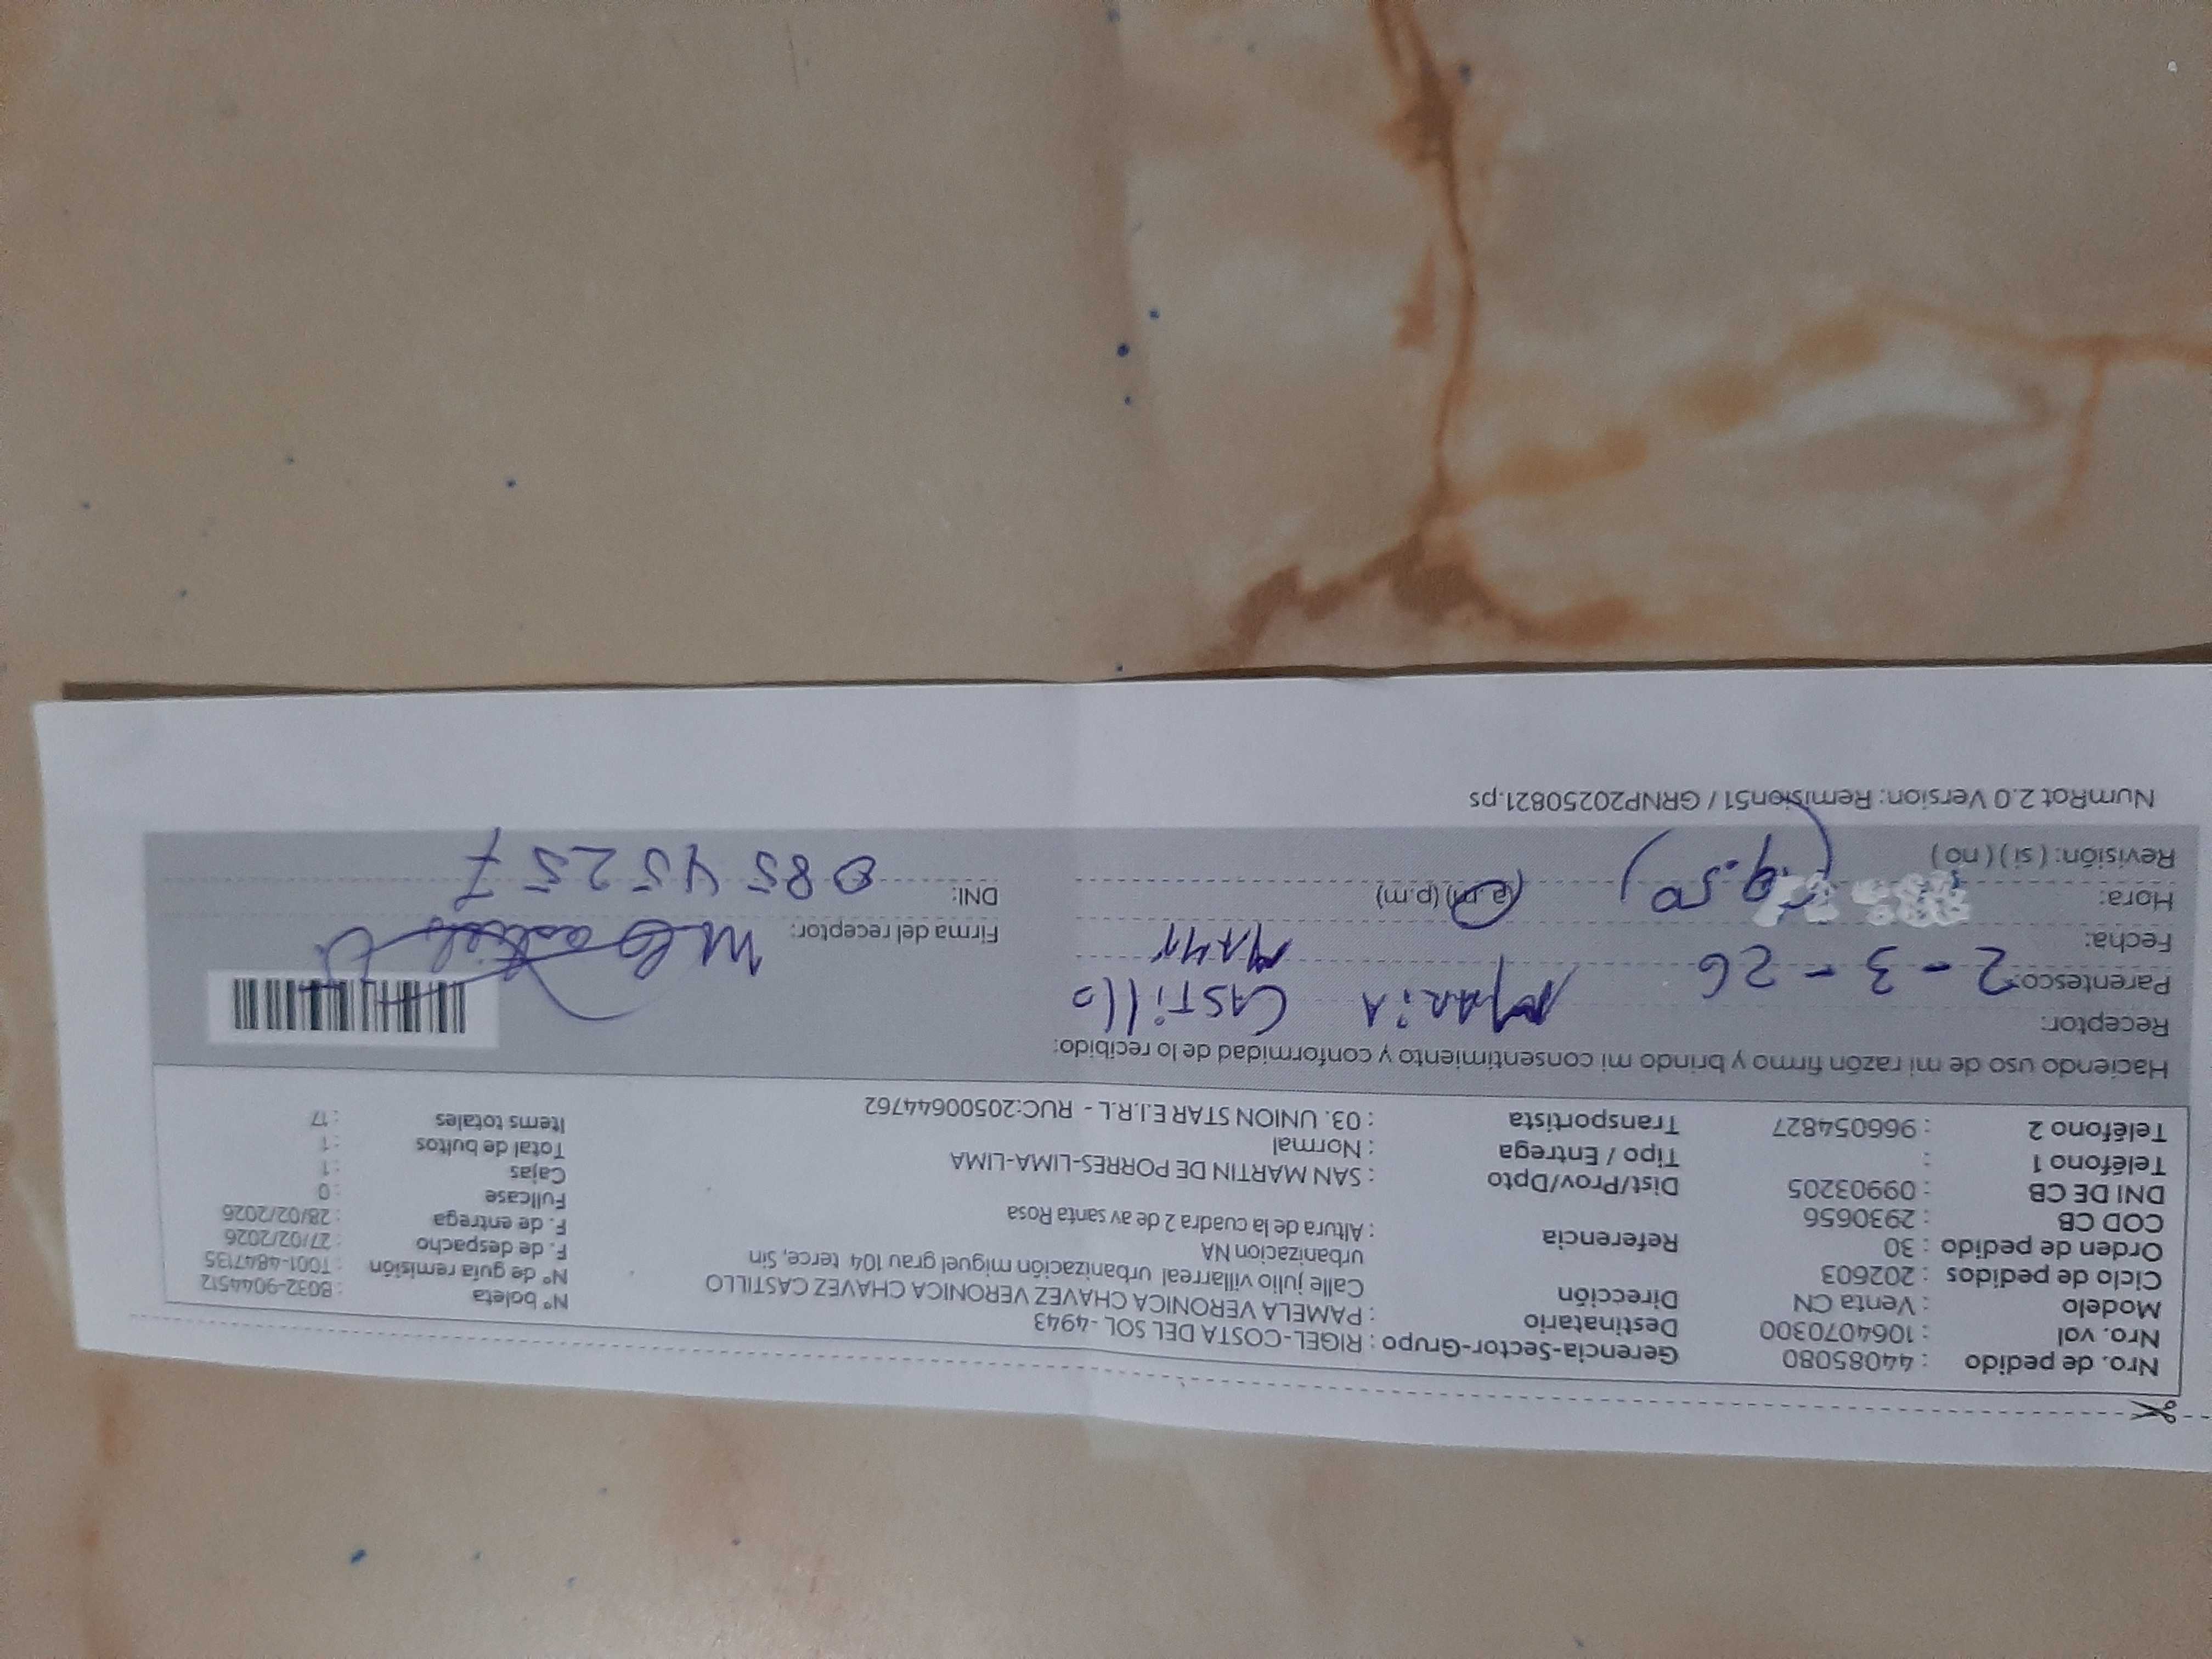 Nro. de pedido : 44085080 Gerencia-Sector-Grupo : RIGEL-COSTA DEL SOL -4943
Nro. vol : 1064070300 Destinatario : PAMELA VERONICA CHAVEZ VERONICA CHAVEZ CASTILLO Nº boleta : B032-9044512
Modelo : Venta CN Dirección Calle julio villarreal Urbanización miguel grau 104 terce, Sin Nº de guía remisión : T001-4847135
Ciclo de pedidos : 202603 urbanizacion NA F. de despacho : 27/02/2026
Orden de pedido : 30 Referencia : Altura de la cuadra 2 de av santa Rosa F. de entrega : 28/02/2026
COD CB : 2930656 Fullcase : 0
DNI DE CB : 09903205 Dist/Prov/Dpto : SAN MARTIN DE PORRES-LIMA-LIMA Cajas : 1
Teléfono 1 : Tipo / Entrega : Normal Total de bultos : 1
Teléfono 2 : 966054827 Transportista : 03. UNION STAR E.I.R.L - RUC:20500644762 Items totales : 17
Haciendo uso de mi razón firmo y brindo mi consentimiento y conformidad de lo recibido:
Receptor: MARIA CASTILLO
Parentesco:
Fecha: 2-3-26 Firma del receptor:
Hora: (9.50) (a.m) (p.m) DNI: 08545257
Revisión: ( si ) ( no )
NumRot 2.0 Version: Remision51 / GRNP20250821.ps